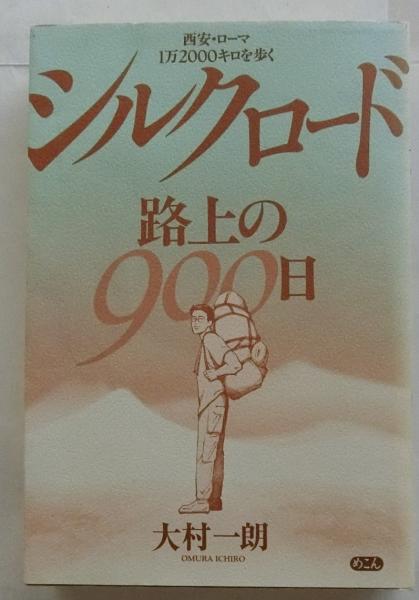 西安・ローマ
1万2000キロを歩く
シルクロード
路上の
900日
大村一朗
OMURA ICHIRO
めこん